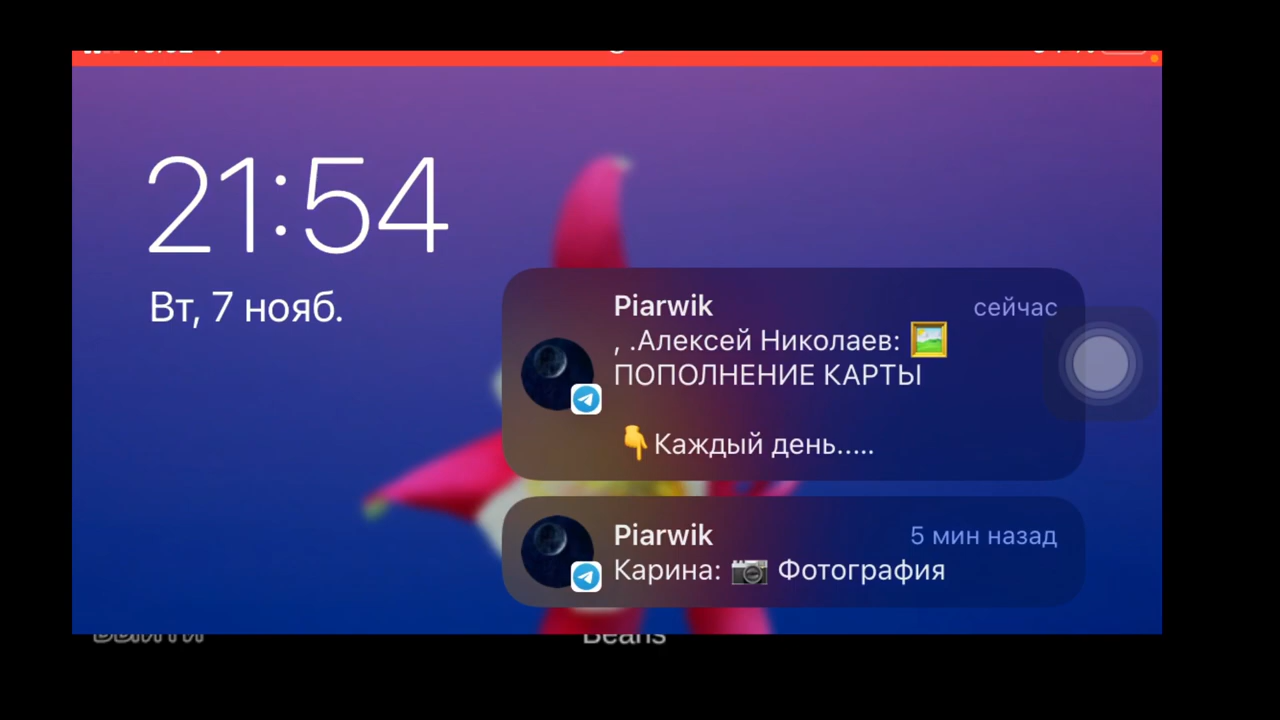 21:54
Вт, 7 нояб.
Piarwik
сейчас
, .Алексей Николаев: 🖼️
ПОПОЛНЕНИЕ КАРТЫ
👇Каждый день.....
Piarwik
5 мин назад
Карина: 📷 Фотография
Beans